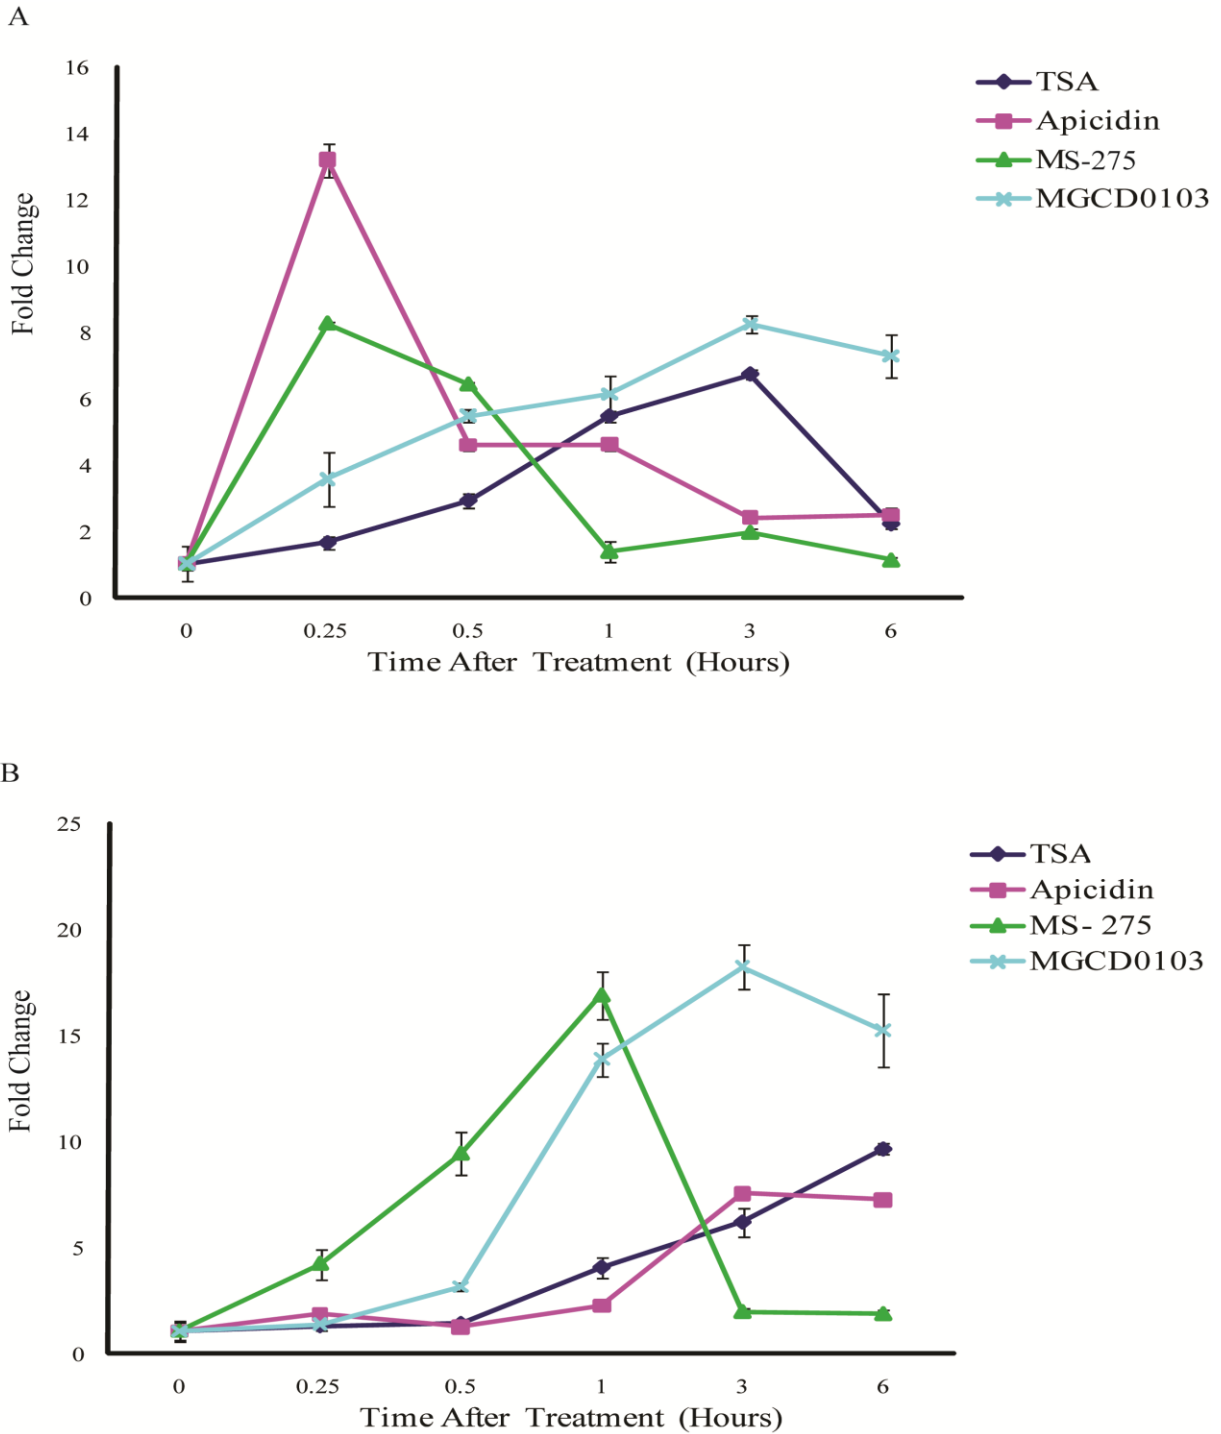 A
16
14
12
10
8
6
4
2
0
Fold Change
0 0.25 0.5 1 3 6
Time After Treatment (Hours)
TSA
Apicidin
MS-275
MGCD0103
B
25
20
15
10
5
0
Fold Change
0 0.25 0.5 1 3 6
Time After Treatment (Hours)
TSA
Apicidin
MS- 275
MGCD0103